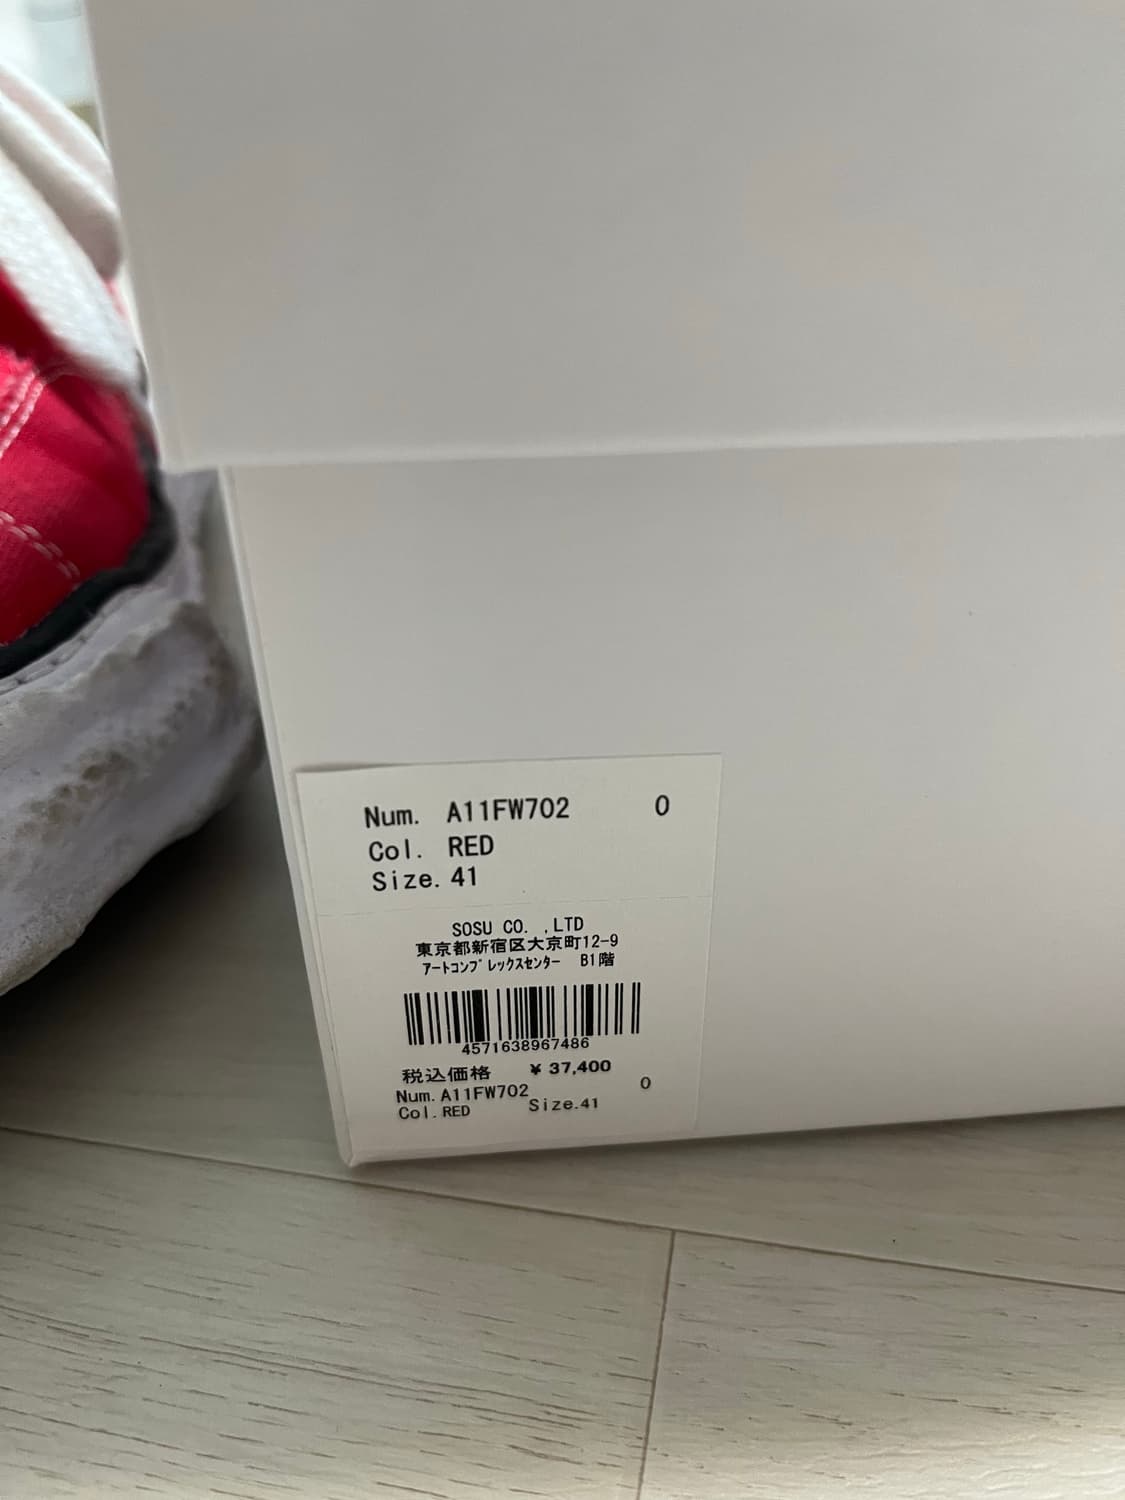 Num. A11FW702 0
Col. RED
Size. 41
SOSU CO. ,LTD
東京都新宿区大京町12-9
ｱｰﾄｺﾝﾌﾟﾚｯｸｽｾﾝﾀｰ B1階
4571638967486
税込価格 ¥ 37,400
Num. A11FW702 0
Col. RED Size. 41